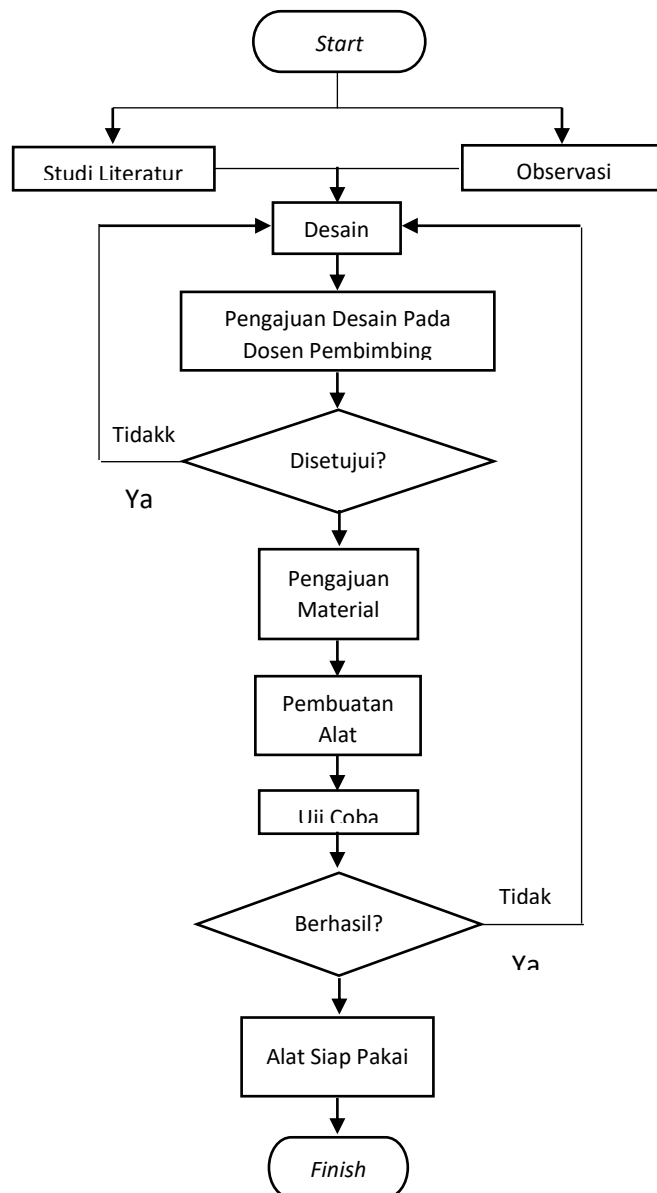 Start
Studi Literatur
Observasi
Desain
Pengajuan Desain Pada
Dosen Pembimbing
Tidakk
Disetujui?
Ya
Pengajuan
Material
Pembuatan
Alat
Uji Coba
Tidak
Berhasil?
Ya
Alat Siap Pakai
Finish